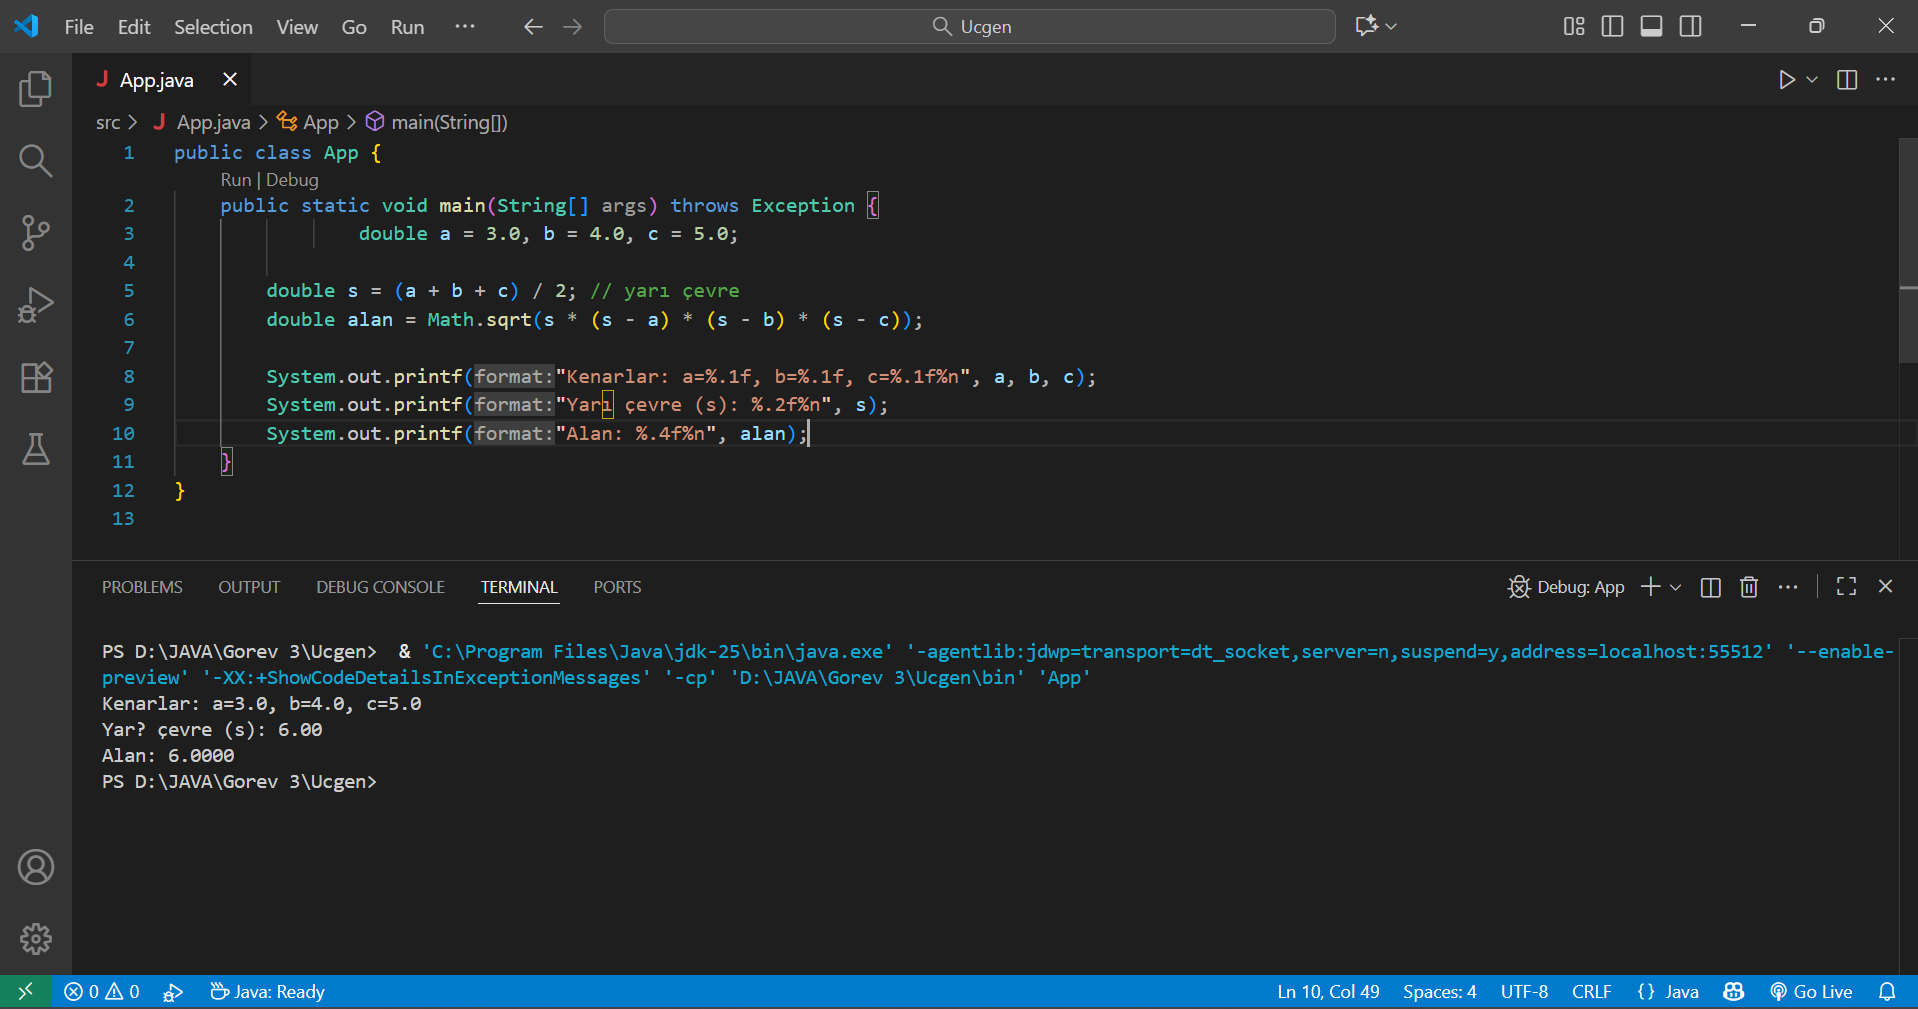 File Edit Selection View Go Run ··· Ucgen
J App.java
src > J App.java > App > main(String[])
1 public class App {
Run | Debug
2 public static void main(String[] args) throws Exception {
3 double a = 3.0, b = 4.0, c = 5.0;
4
5 double s = (a + b + c) / 2; // yarı çevre
6 double alan = Math.sqrt(s * (s - a) * (s - b) * (s - c));
7
8 System.out.printf(format:"Kenarlar: a=%.1f, b=%.1f, c=%.1f%n", a, b, c);
9 System.out.printf(format:"Yarı çevre (s): %.2f%n", s);
10 System.out.printf(format:"Alan: %.4f%n", alan);
11 }
12 }
13
PROBLEMS OUTPUT DEBUG CONSOLE TERMINAL PORTS Debug: App
PS D:\JAVA\Gorev 3\Ucgen>  & 'C:\Program Files\Java\jdk-25\bin\java.exe' '-agentlib:jdwp=transport=dt_socket,server=n,suspend=y,address=localhost:55512' '--enable-
preview' '-XX:+ShowCodeDetailsInExceptionMessages' '-cp' 'D:\JAVA\Gorev 3\Ucgen\bin' 'App'
Kenarlar: a=3.0, b=4.0, c=5.0
Yar? çevre (s): 6.00
Alan: 6.0000
PS D:\JAVA\Gorev 3\Ucgen>
0 0 Java: Ready Ln 10, Col 49 Spaces: 4 UTF-8 CRLF {} Java Go Live